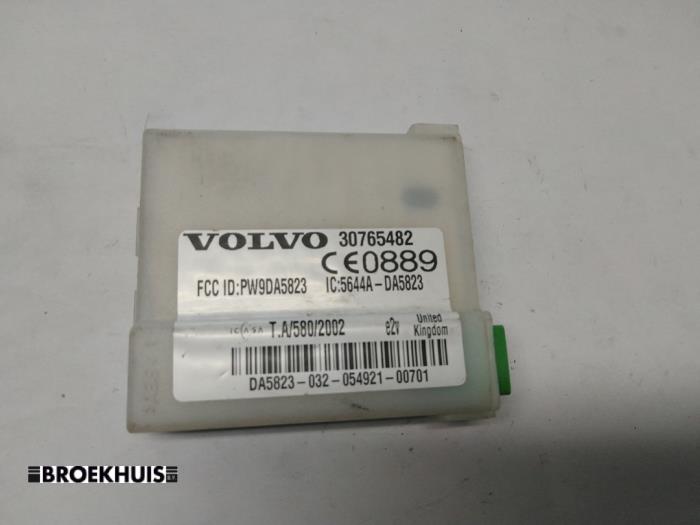 VOLVO 30765482
CE0889
FCC ID:PW9DA5823 IC:5644A-DA5823
ICASA T.A/580/2002 e2v United Kingdom
DA5823-032-054921-00701
BROEKHUIS